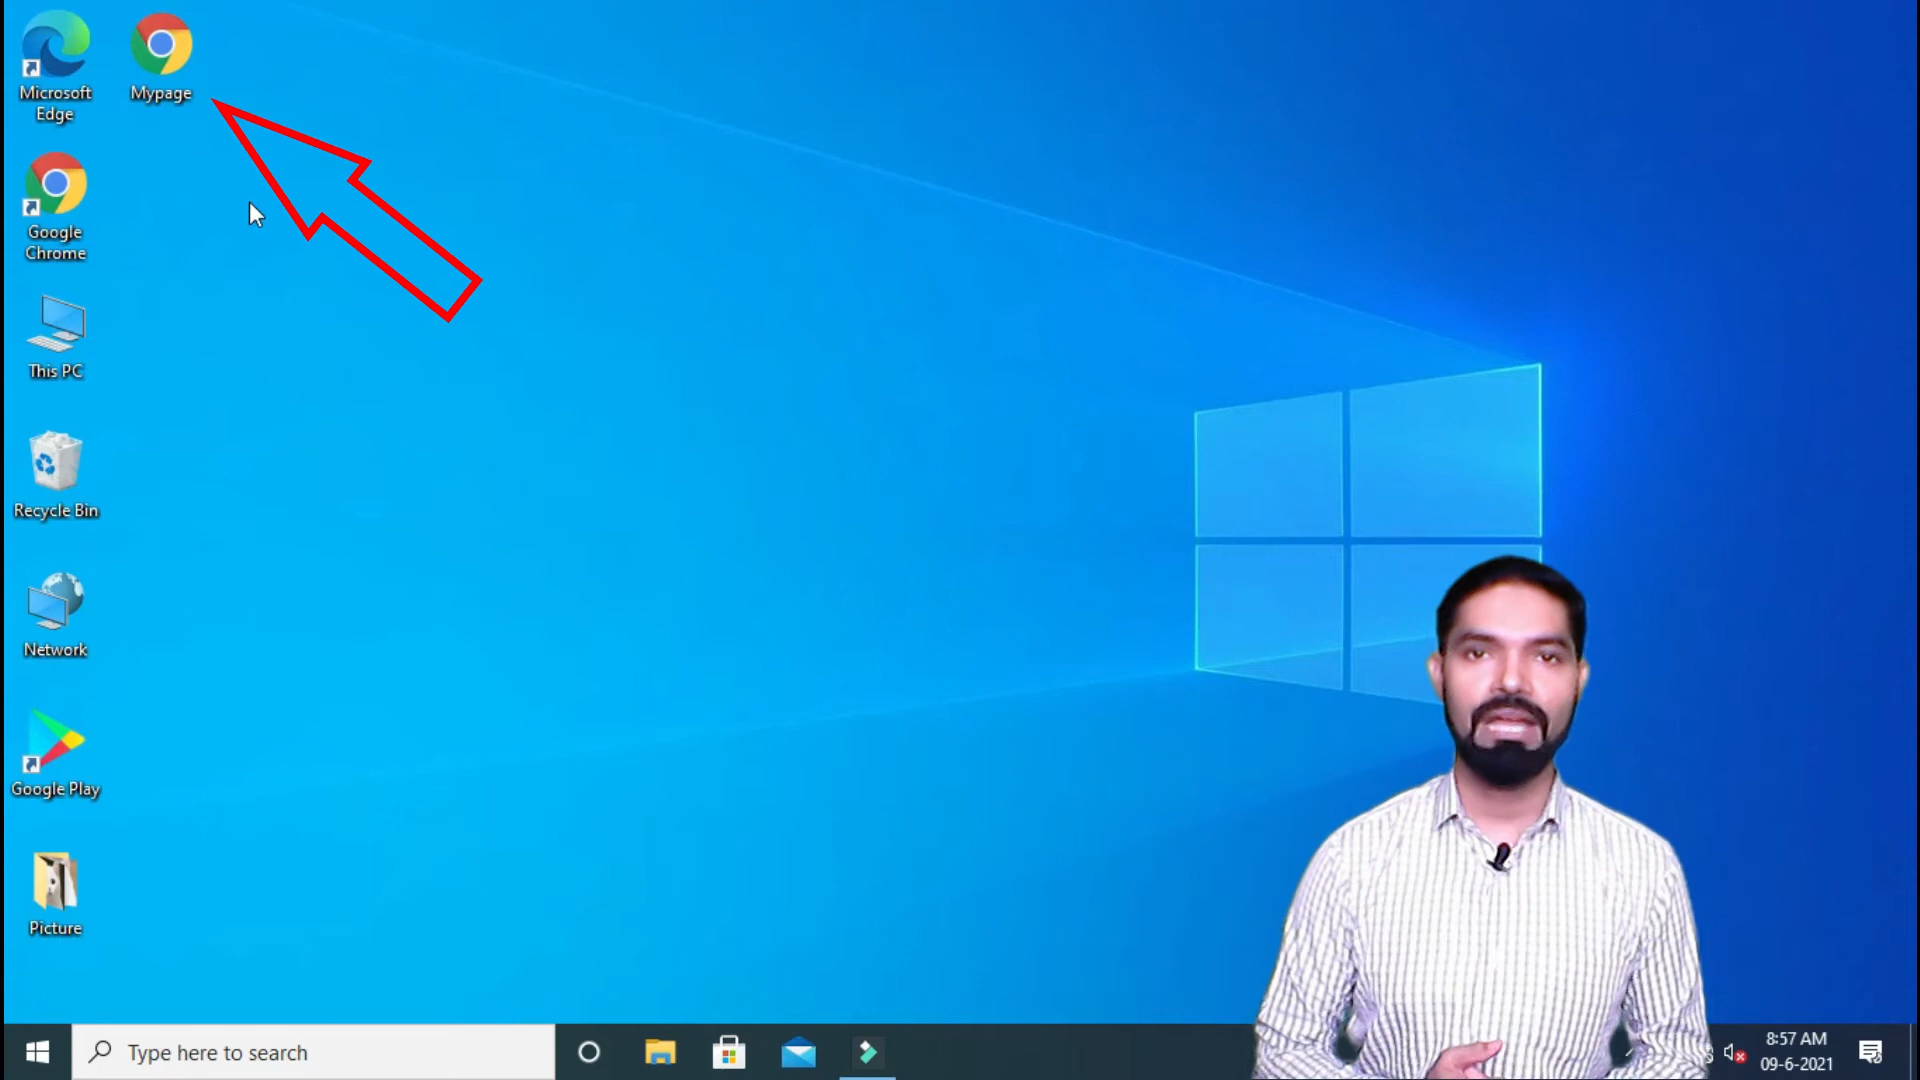 Microsoft
Edge
Mypage
Google
Chrome
This PC
Recycle Bin
Network
Google Play
Picture
Type here to search
8:57 AM
09-6-2021